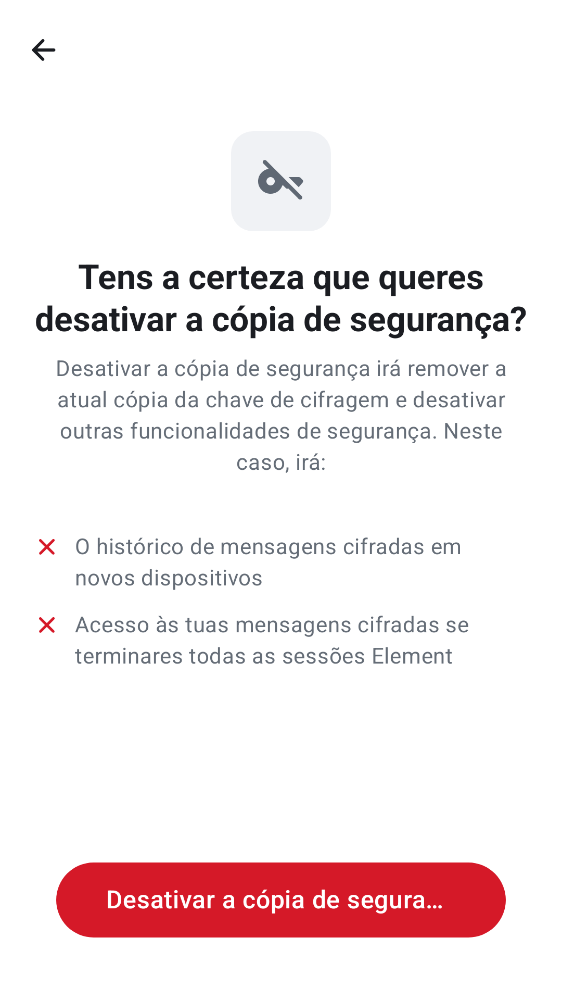 Tens a certeza que queres
desativar a cópia de segurança?
Desativar a cópia de segurança irá remover a
atual cópia da chave de cifragem e desativar
outras funcionalidades de segurança. Neste
caso, irá:
O histórico de mensagens cifradas em
novos dispositivos
Acesso às tuas mensagens cifradas se
terminares todas as sessões Element
Desativar a cópia de segura…